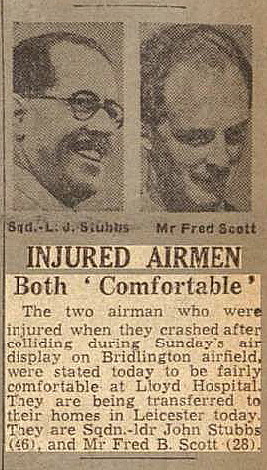 Sqd.-L. J. Stubbs Mr Fred Scott
INJURED AIRMEN
Both ‘Comfortable’
The two airman who were
injured when they crashed after
colliding during Sunday's air
display on Bridlington airfield,
were stated today to be fairly
comfortable at Lloyd Hospital.
They are being transferred to
their homes in Leicester today.
They are Sqdn.-ldr John Stubbs
(46), and Mr Fred B. Scott (28).